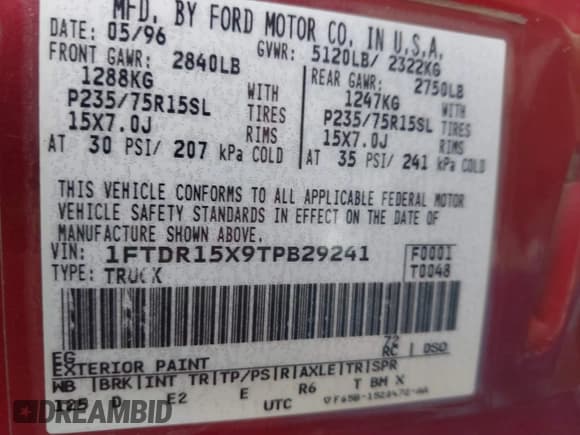 MFD. BY FORD MOTOR CO. IN U.S.A.
DATE: 05/96 GVWR: 5120LB/ 2322KG
FRONT GAWR: 2840LB REAR GAWR: 2750LB
1288KG WITH 1247KG WITH
P235/75R15SL TIRES P235/75R15SL TIRES
15X7.0J RIMS 15X7.0J RIMS
AT 30 PSI/ 207 kPa COLD AT 35 PSI/ 241 kPa COLD
THIS VEHICLE CONFORMS TO ALL APPLICABLE FEDERAL MOTOR
VEHICLE SAFETY STANDARDS IN EFFECT ON THE DATE OF
MANUFACTURE SHOWN ABOVE.
VIN: 1FTDR15X9TPB29241 F0001
TYPE: TRUCK T0048
EG 72
EXTERIOR PAINT RC DSO
WB BRK INT TR TP/PS R AXLE TR SPR
125 D E2 E R6 T BM X
UTC
DREAMBID